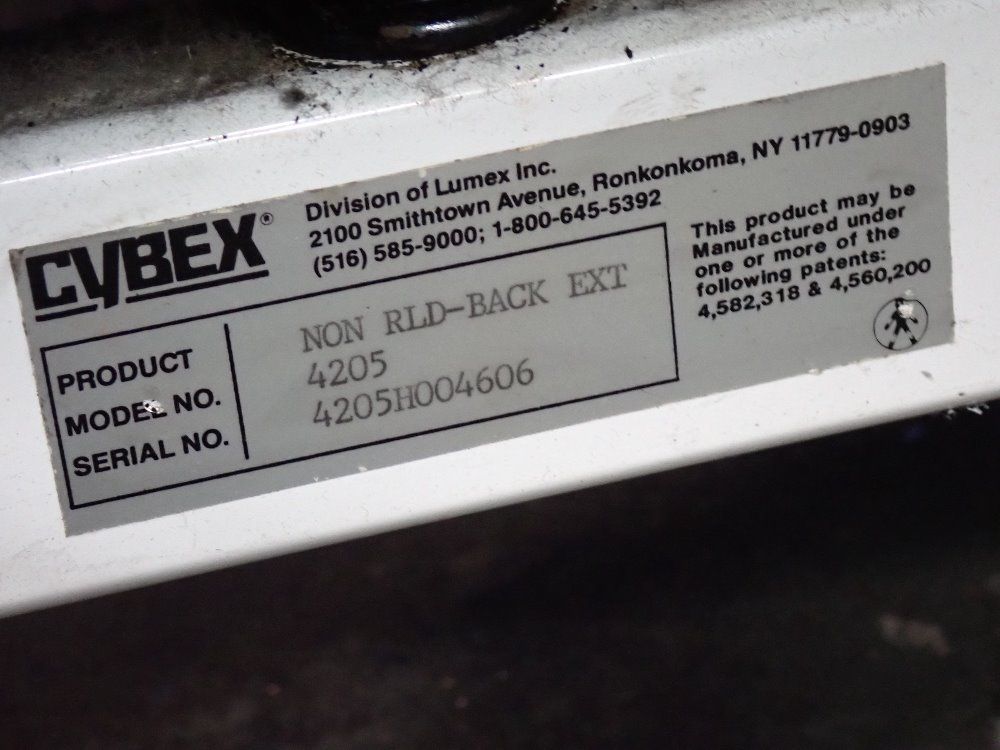 CYBEX®
Division of Lumex Inc.
2100 Smithtown Avenue, Ronkonkoma, NY 11779-0903
(516) 585-9000; 1-800-645-5392
PRODUCT NON RLD-BACK EXT
MODEL NO. 4205
SERIAL NO. 4205H004606
This product may be
Manufactured under
one or more of the
following patents:
4,582,318 & 4,560,200